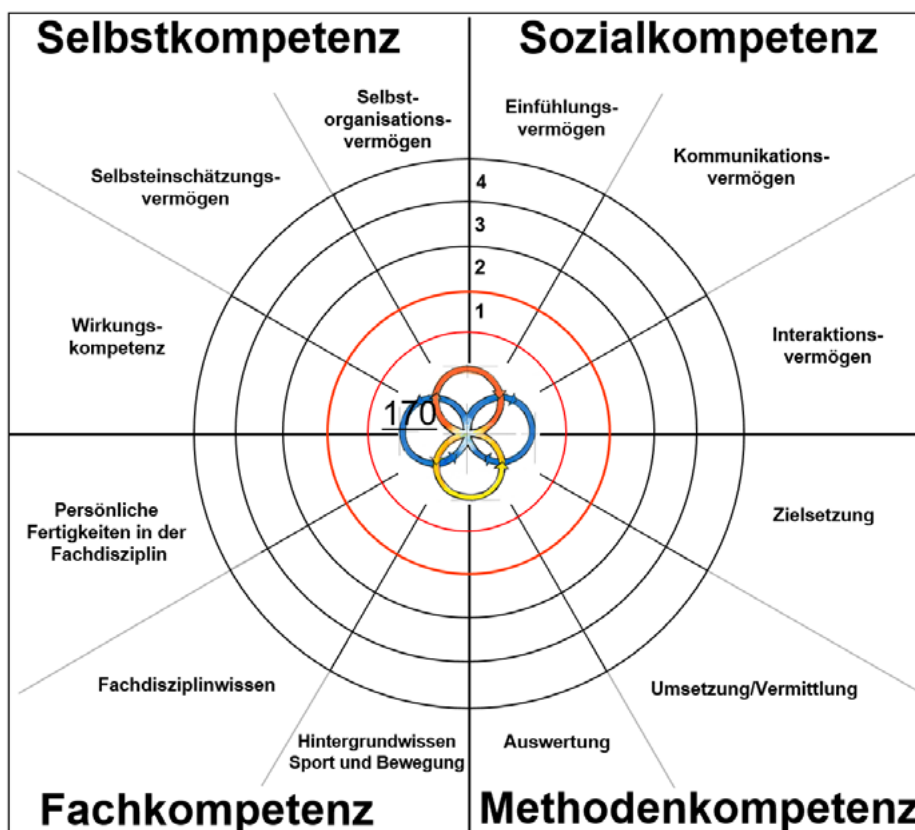 Selbstkompetenz
Sozialkompetenz
Selbst-
organisations-
vermögen
Einfühlungs-
vermögen
Selbsteinschätzungs-
vermögen
Kommunikations-
vermögen
4
3
2
1
Wirkungs-
kompetenz
Interaktions-
vermögen
170
Persönliche
Fertigkeiten in der
Fachdisziplin
Zielsetzung
Fachdisziplinwissen
Umsetzung/Vermittlung
Hintergrundwissen
Sport und Bewegung
Auswertung
Fachkompetenz
Methodenkompetenz